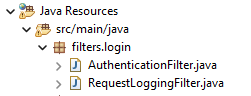 Java Resources
src/main/java
filters.login
AuthenticationFilter.java
RequestLoggingFilter.java